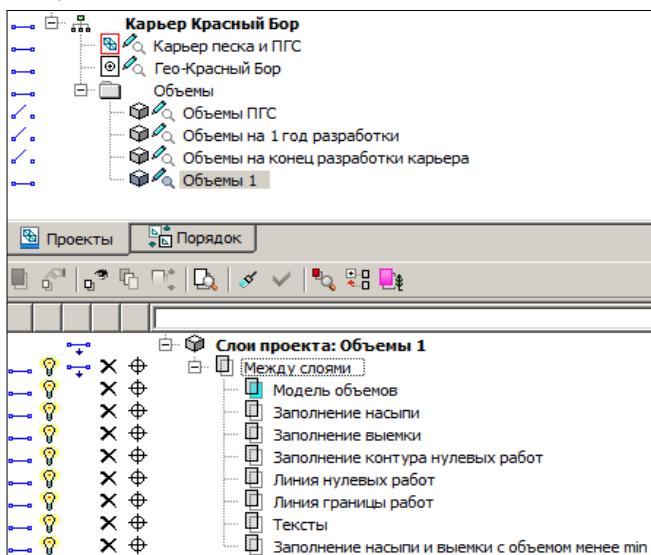 Карьер Красный Бор
Карьер песка и ПГС
Гео-Красный Бор
Объемы
Объемы ПГС
Объемы на 1 год разработки
Объемы на конец разработки карьера
Объемы 1
Проекты Порядок
Слои проекта: Объемы 1
Между слоями
Модель объемов
Заполнение насыпи
Заполнение выемки
Заполнение контура нулевых работ
Линия нулевых работ
Линия границы работ
Тексты
Заполнение насыпи и выемки с объемом менее min